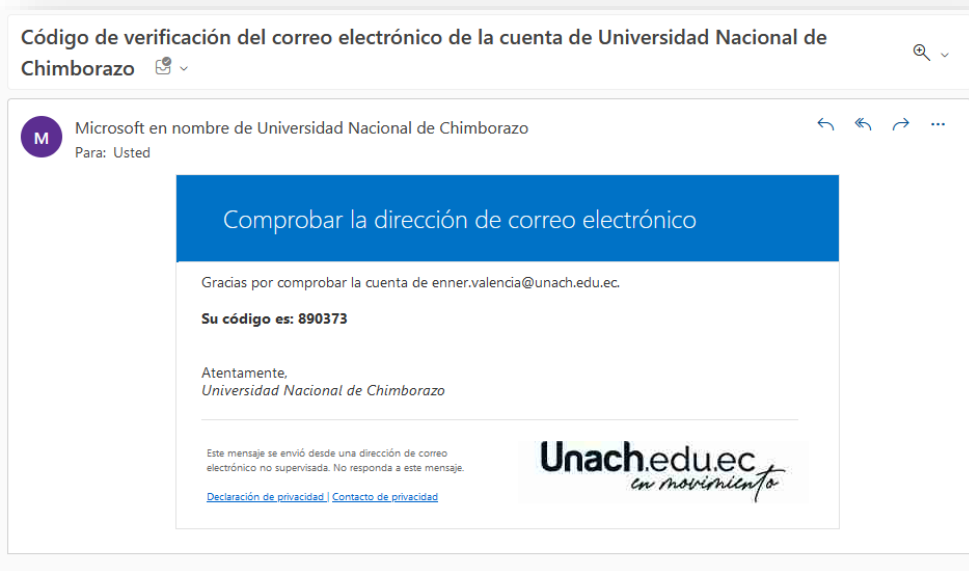 Código de verificación del correo electrónico de la cuenta de Universidad Nacional de
Chimborazo
M
Microsoft en nombre de Universidad Nacional de Chimborazo
Para: Usted
Comprobar la dirección de correo electrónico
Gracias por comprobar la cuenta de enner.valencia@unach.edu.ec.
Su código es: 890373
Atentamente,
Universidad Nacional de Chimborazo
Este mensaje se envió desde una dirección de correo
electrónico no supervisada. No responda a este mensaje.
Declaración de privacidad | Contacto de privacidad
Unach.edu.ec
en movimiento